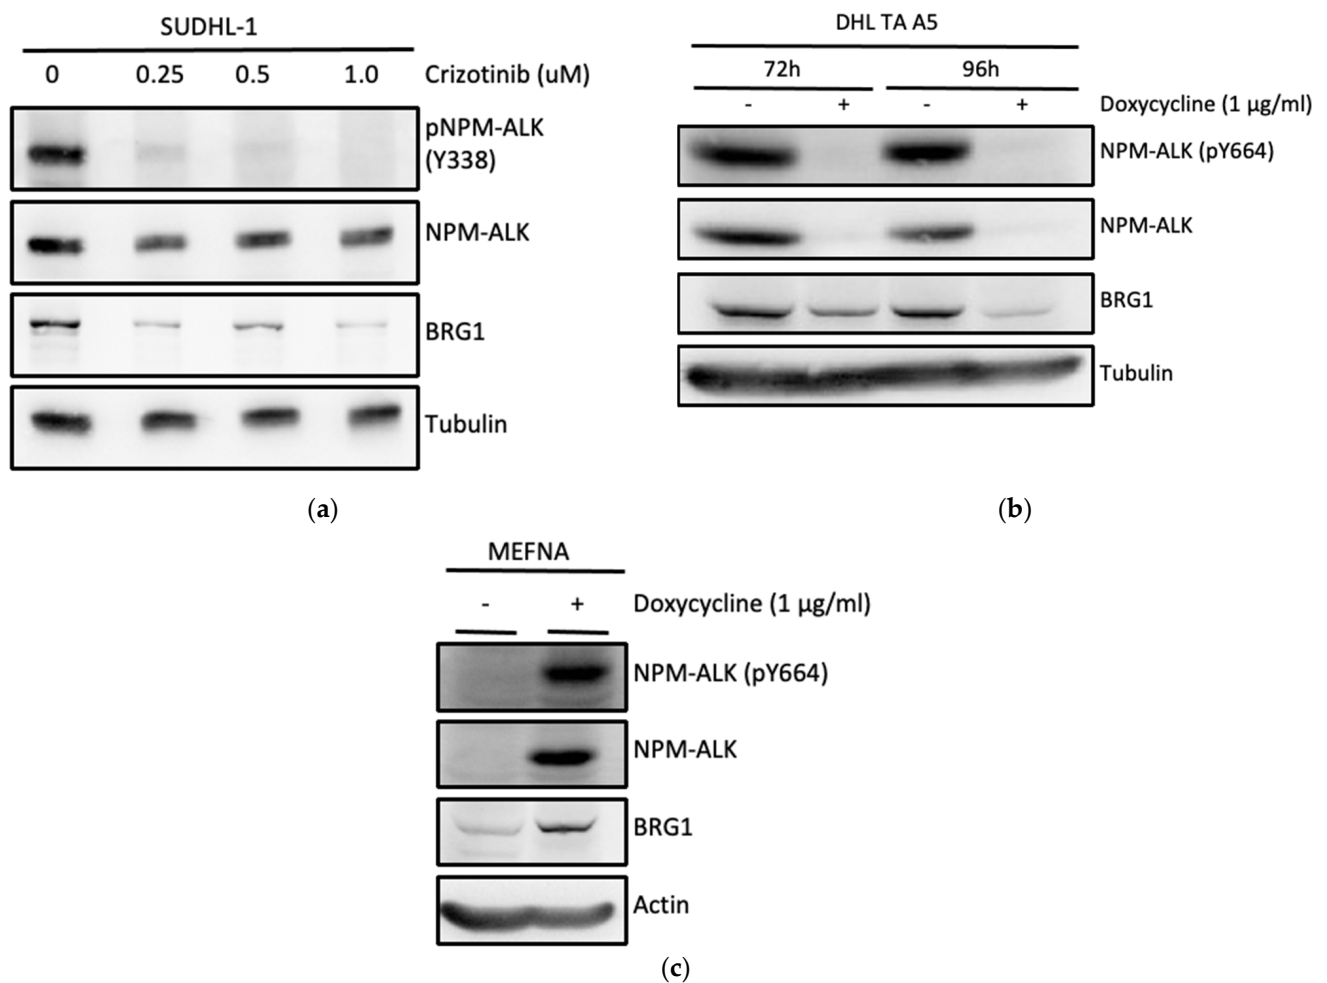 SUDHL-1
0 0.25 0.5 1.0 Crizotinib (uM)
pNPM-ALK
(Y338)
NPM-ALK
BRG1
Tubulin
(a)
DHL TA A5
72h 96h
- + - + Doxycycline (1 µg/ml)
NPM-ALK (pY664)
NPM-ALK
BRG1
Tubulin
(b)
MEFNA
- + Doxycycline (1 µg/ml)
NPM-ALK (pY664)
NPM-ALK
BRG1
Actin
(c)